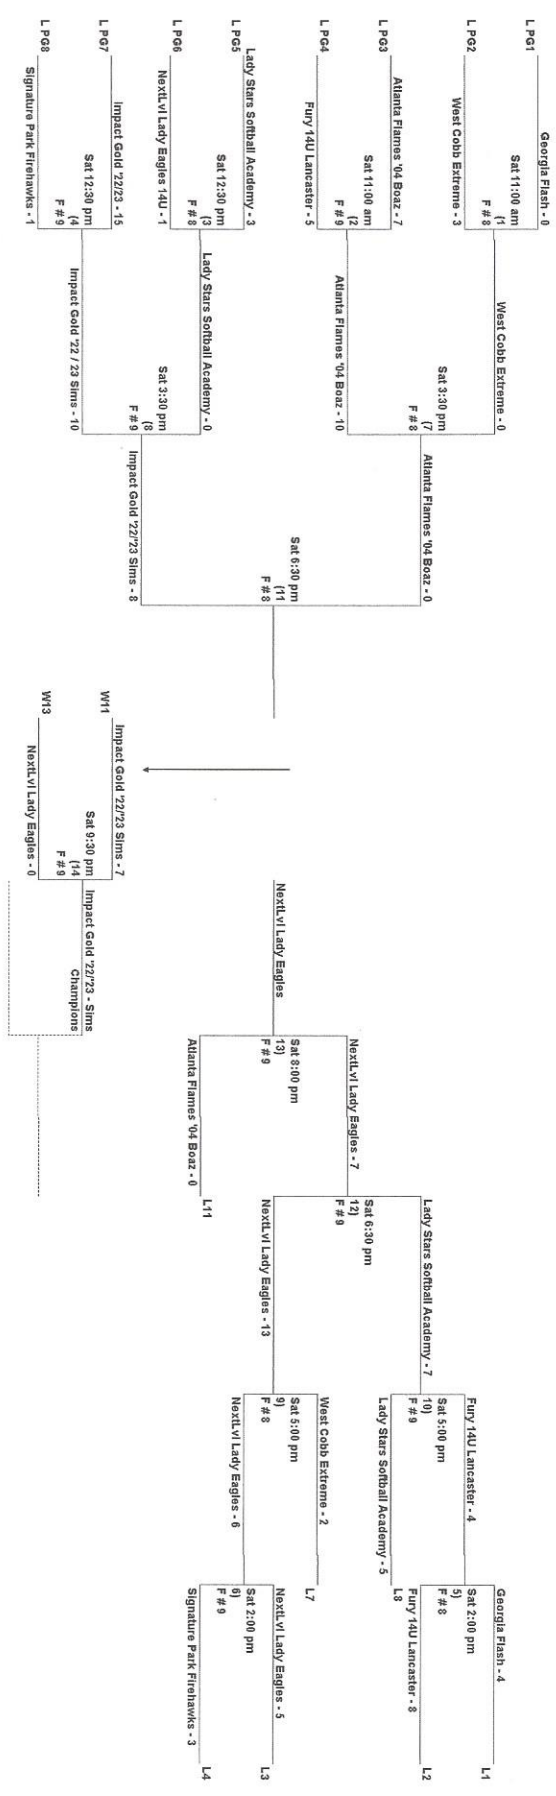 L PG1
Georgia Flash - 0
Sat 11:00 am
(1
F # 8
L PG2
West Cobb Extreme - 3
West Cobb Extreme - 0
Sat 3:30 pm
(7
F # 8
L PG3
Atlanta Flames '04 Boaz - 7
Sat 11:00 am
(2
F # 9
L PG4
Fury 14U Lancaster - 5
Atlanta Flames '04 Boaz - 10
Atlanta Flames '04 Boaz - 0
Sat 6:30 pm
(11
F # 8
L PG5
Lady Stars Softball Academy - 3
Sat 12:30 pm
(3
F # 8
L PG6
NextLvl Lady Eagles 14U - 1
Lady Stars Softball Academy - 0
Sat 3:30 pm
(8
F # 9
L PG7
Impact Gold '22/23 - 15
Sat 12:30 pm
(4
F # 9
L PG8
Signature Park Firehawks - 1
Impact Gold '22 / 23 Sims - 10
Impact Gold '22/'23 Sims - 8
W11
Impact Gold '22/'23 Sims - 7
Sat 9:30 pm
(14
F # 9
W13
NextLvl Lady Eagles - 0
Impact Gold '22/'23 - Sims
Champions
NextLvl Lady Eagles
Sat 8:00 pm
13)
F # 9
NextLvl Lady Eagles - 7
Atlanta Flames '04 Boaz - 0
L11
Sat 6:30 pm
12)
F # 9
Lady Stars Softball Academy - 7
NextLvl Lady Eagles - 13
Fury 14U Lancaster - 4
Sat 5:00 pm
10)
F # 9
Lady Stars Softball Academy - 5
L8
West Cobb Extreme - 2
L7
Sat 5:00 pm
9)
F # 8
NextLvl Lady Eagles - 6
Georgia Flash - 4
L1
Sat 2:00 pm
5)
F # 8
Fury 14U Lancaster - 8
L2
NextLvl Lady Eagles - 5
L3
Sat 2:00 pm
6)
F # 9
Signature Park Firehawks - 3
L4